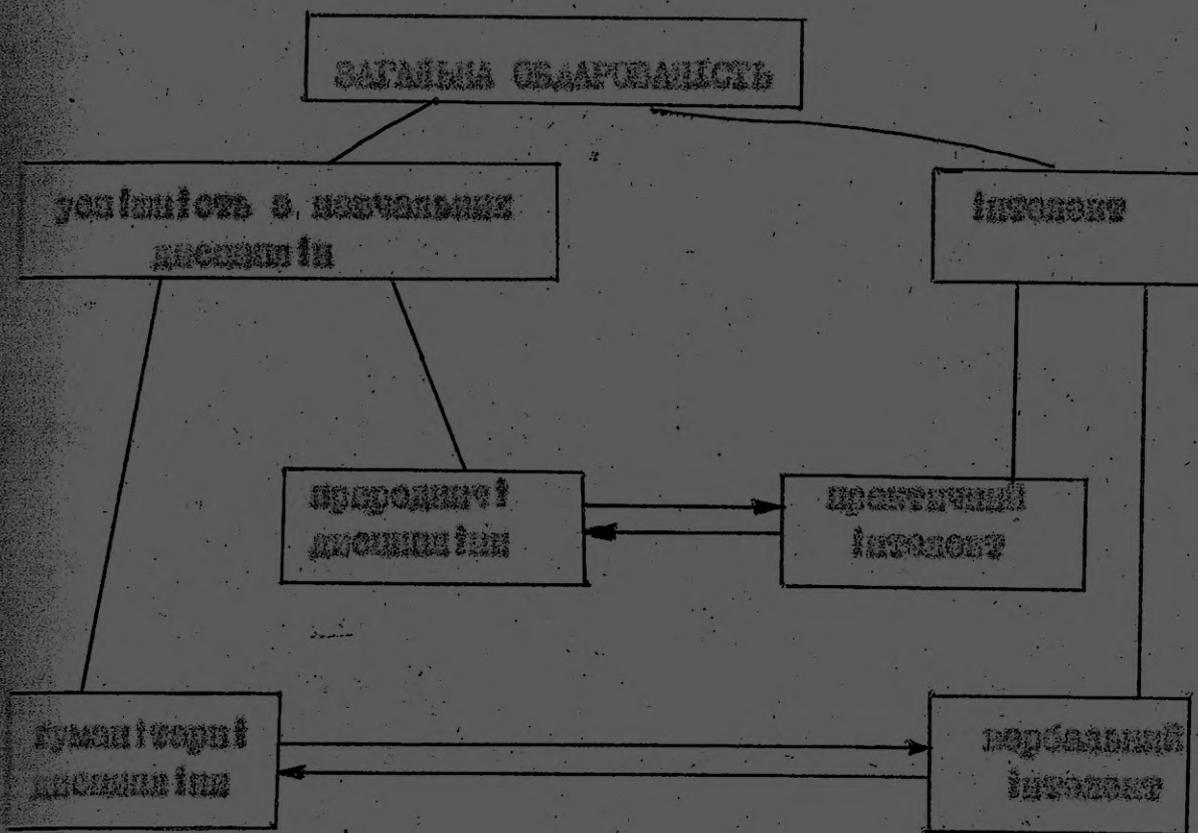 ЗАГАЛЬНА ОБДАРОВАНІСТЬ
успішність з навчальних
дисциплін
інтелект
природничі
дисципліни
практичний
інтелект
гуманітарні
дисципліни
вербальний
інтелект